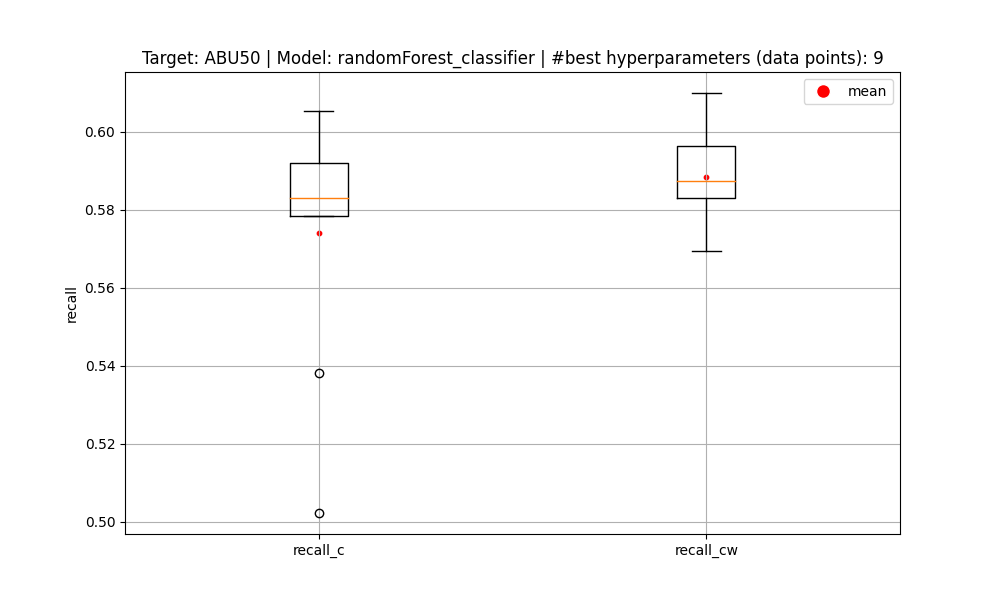 Target: ABU50 | Model: randomForest_classifier | #best hyperparameters (data points): 9
mean
0.60
0.58
0.56
0.54
0.52
0.50
recall
recall_c
recall_cw